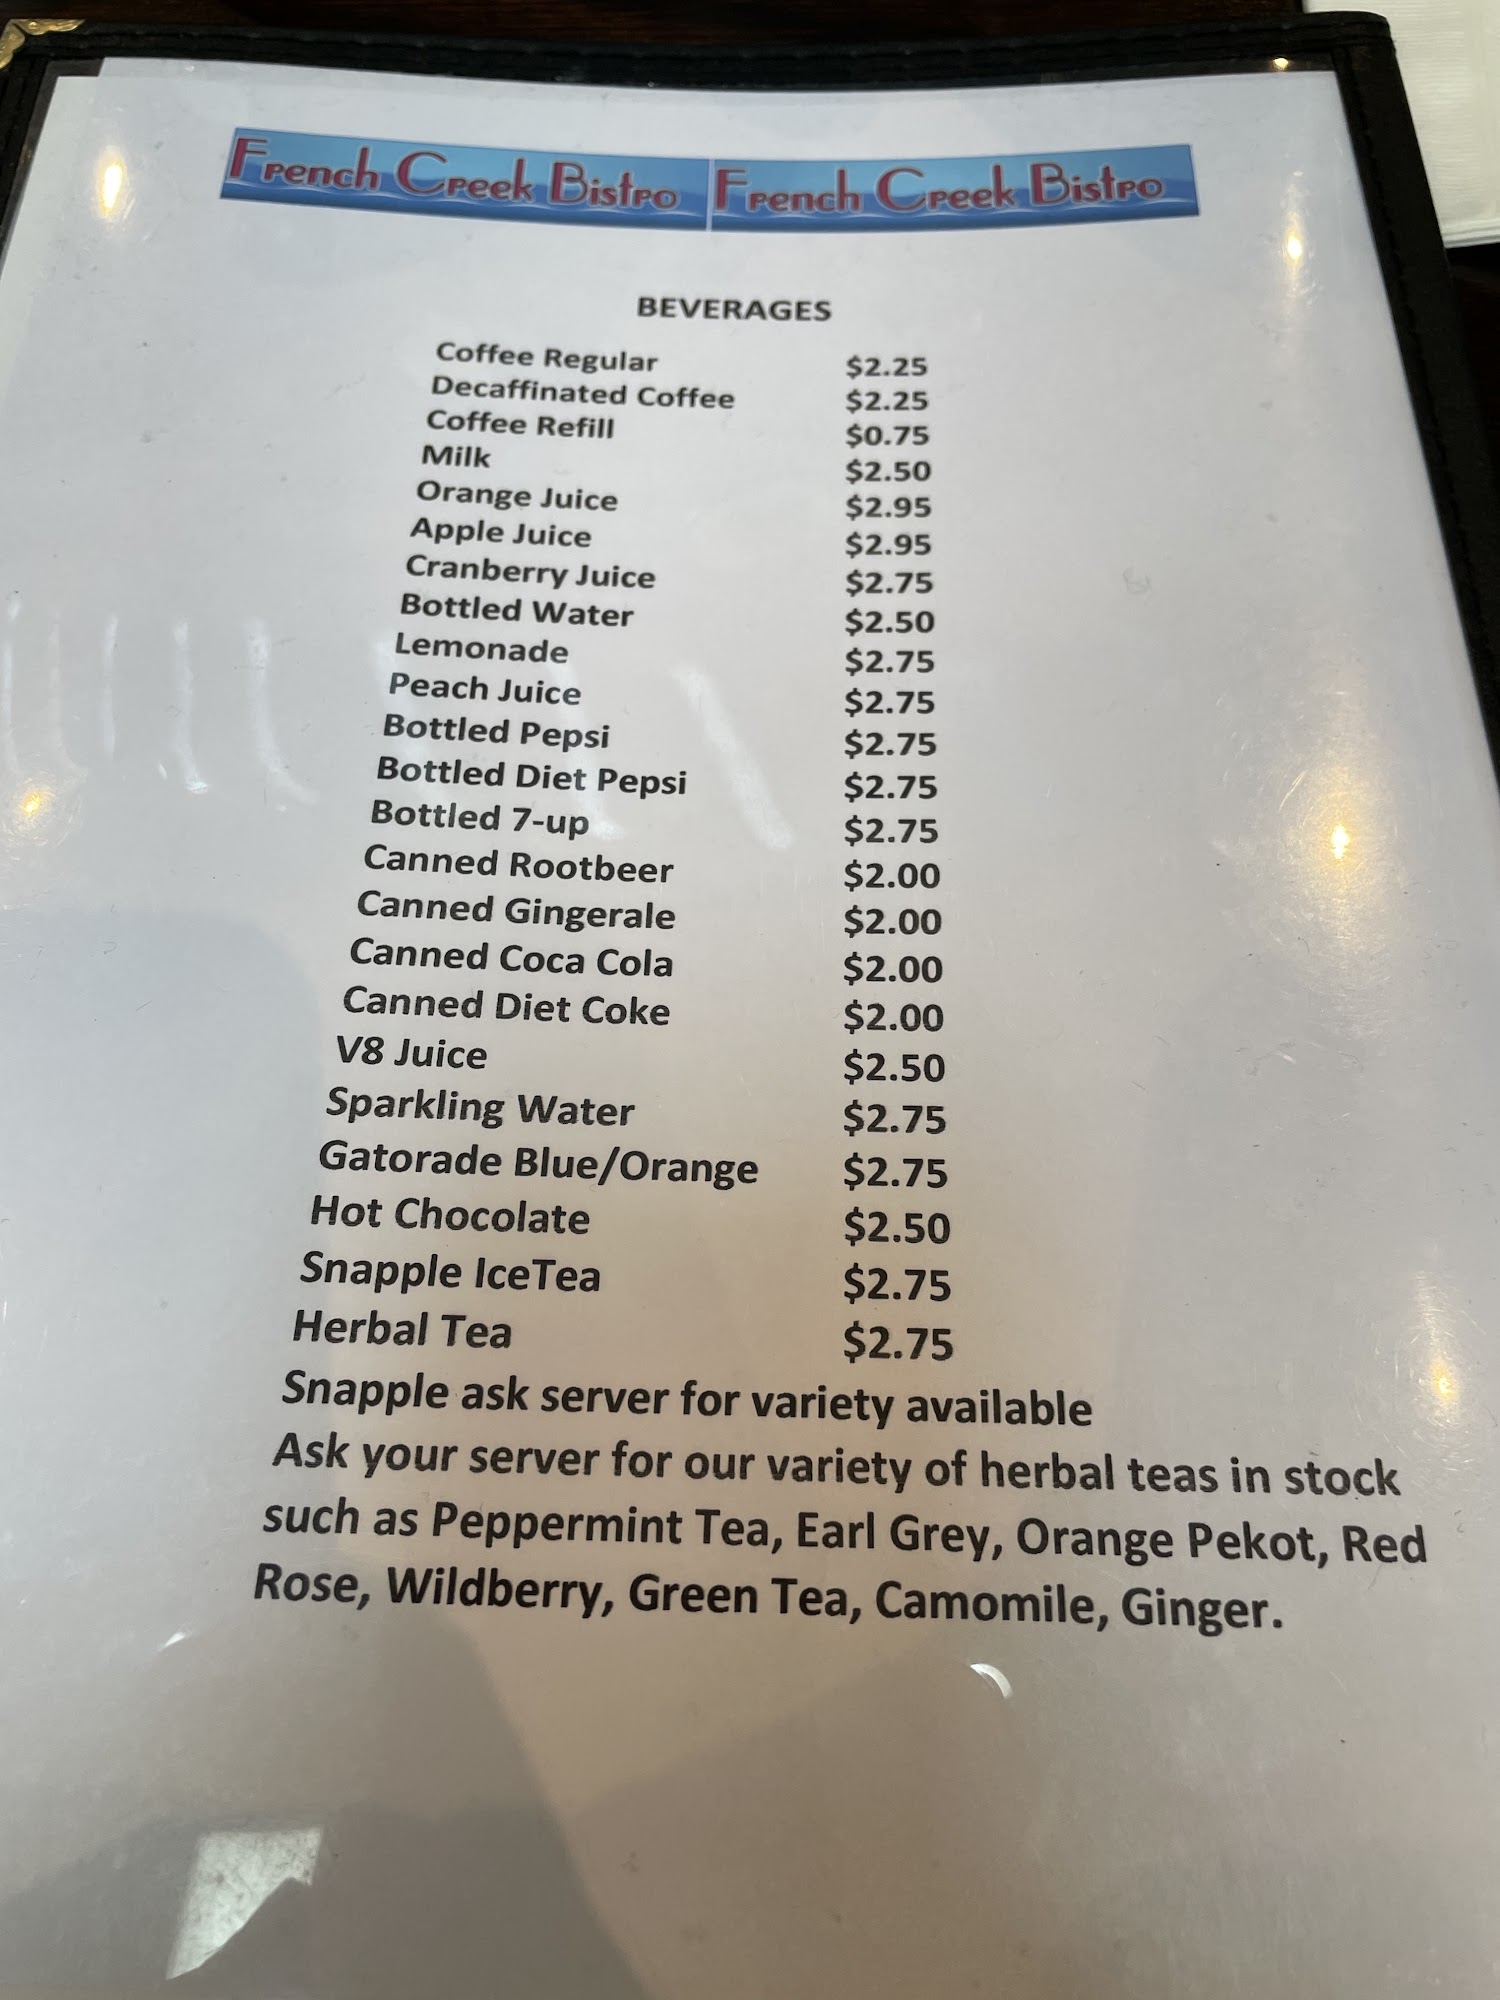 French Creek Bistro French Creek Bistro
BEVERAGES
Coffee Regular $2.25
Decaffinated Coffee $2.25
Coffee Refill $0.75
Milk $2.50
Orange Juice $2.95
Apple Juice $2.95
Cranberry Juice $2.75
Bottled Water $2.50
Lemonade $2.75
Peach Juice $2.75
Bottled Pepsi $2.75
Bottled Diet Pepsi $2.75
Bottled 7-up $2.75
Canned Rootbeer $2.00
Canned Gingerale $2.00
Canned Coca Cola $2.00
Canned Diet Coke $2.00
V8 Juice $2.50
Sparkling Water $2.75
Gatorade Blue/Orange $2.75
Hot Chocolate $2.50
Snapple IceTea $2.75
Herbal Tea $2.75
Snapple ask server for variety available
Ask your server for our variety of herbal teas in stock
such as Peppermint Tea, Earl Grey, Orange Pekot, Red
Rose, Wildberry, Green Tea, Camomile, Ginger.